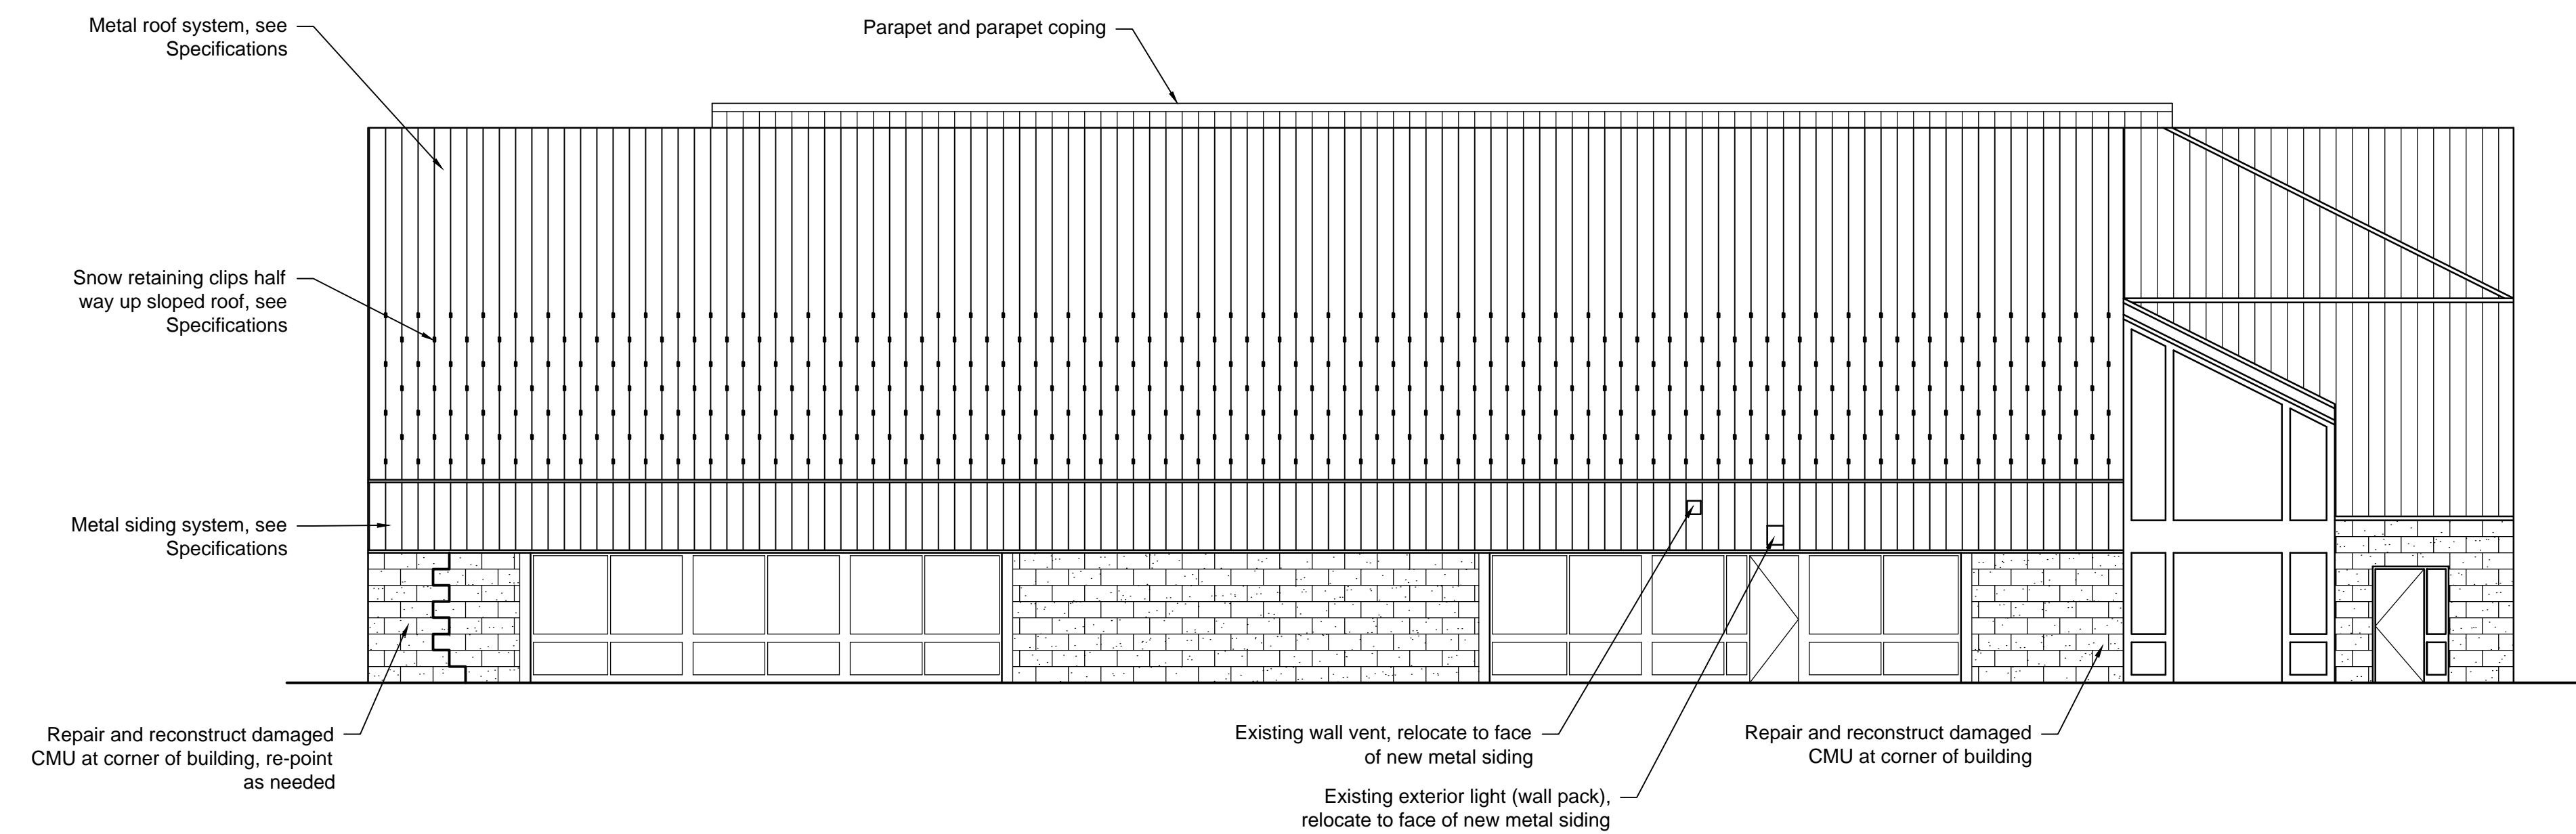 Metal roof system, see
Specifications
Parapet and parapet coping
Snow retaining clips half
way up sloped roof, see
Specifications
Metal siding system, see
Specifications
Repair and reconstruct damaged
CMU at corner of building, re-point
as needed
Existing wall vent, relocate to face
of new metal siding
Existing exterior light (wall pack),
relocate to face of new metal siding
Repair and reconstruct damaged
CMU at corner of building